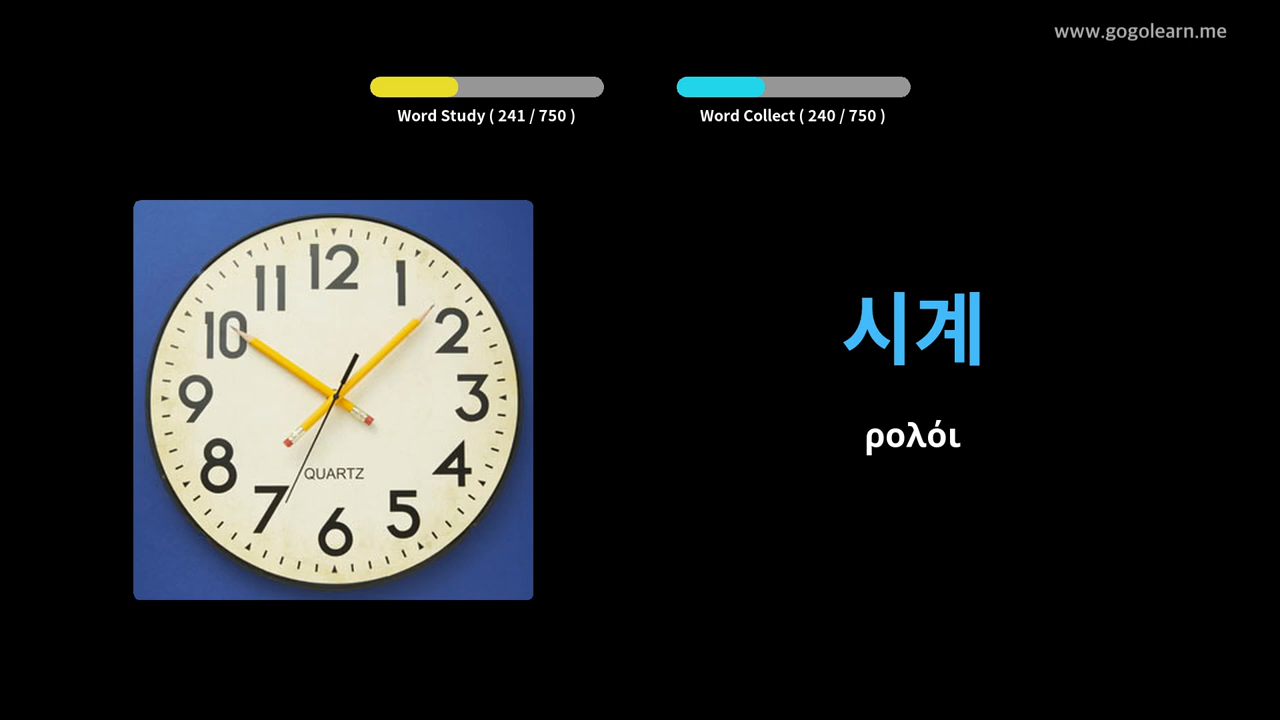 www.gogolearn.me
Word Study ( 241 / 750 )
Word Collect ( 240 / 750 )
12
11
1
10
2
9
3
8
4
QUARTZ
7
5
6
시계
ρολόι